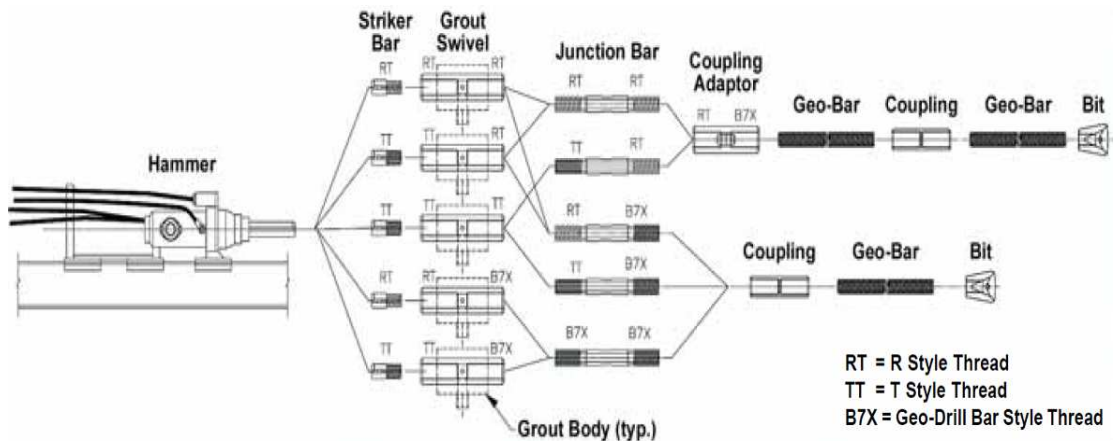 Striker
Bar
Grout
Swivel
Junction Bar
Coupling
Adaptor
Geo-Bar
Coupling
Geo-Bar
Bit
Hammer
RT
RT
RT
RT
RT
RT
B7X
TT
TT
RT
TT
RT
TT
TT
TT
RT
B7X
Coupling
Geo-Bar
Bit
RT
RT
B7X
TT
B7X
TT
TT
B7X
B7X
B7X
Grout Body (typ.)
RT = R Style Thread
TT = T Style Thread
B7X = Geo-Drill Bar Style Thread